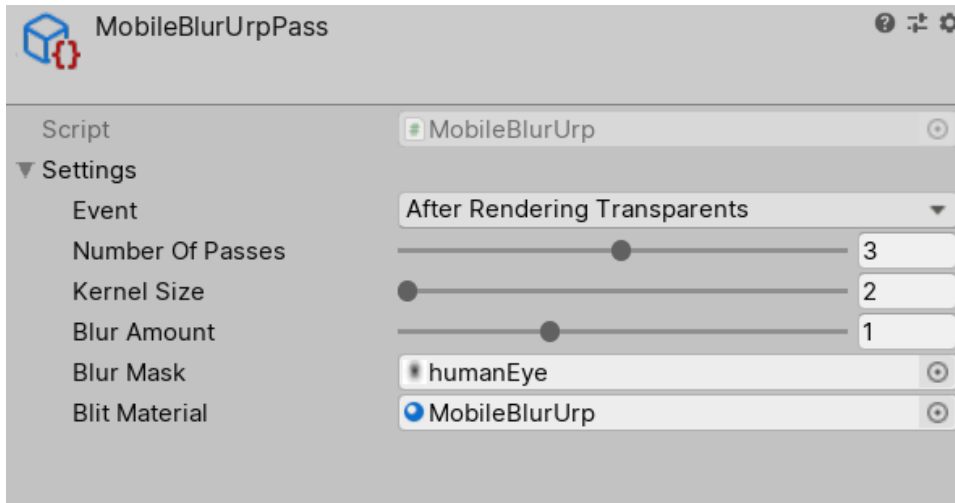 MobileBlurUrpPass
Script MobileBlurUrp
Settings
Event After Rendering Transparents
Number Of Passes 3
Kernel Size 2
Blur Amount 1
Blur Mask humanEye
Blit Material MobileBlurUrp